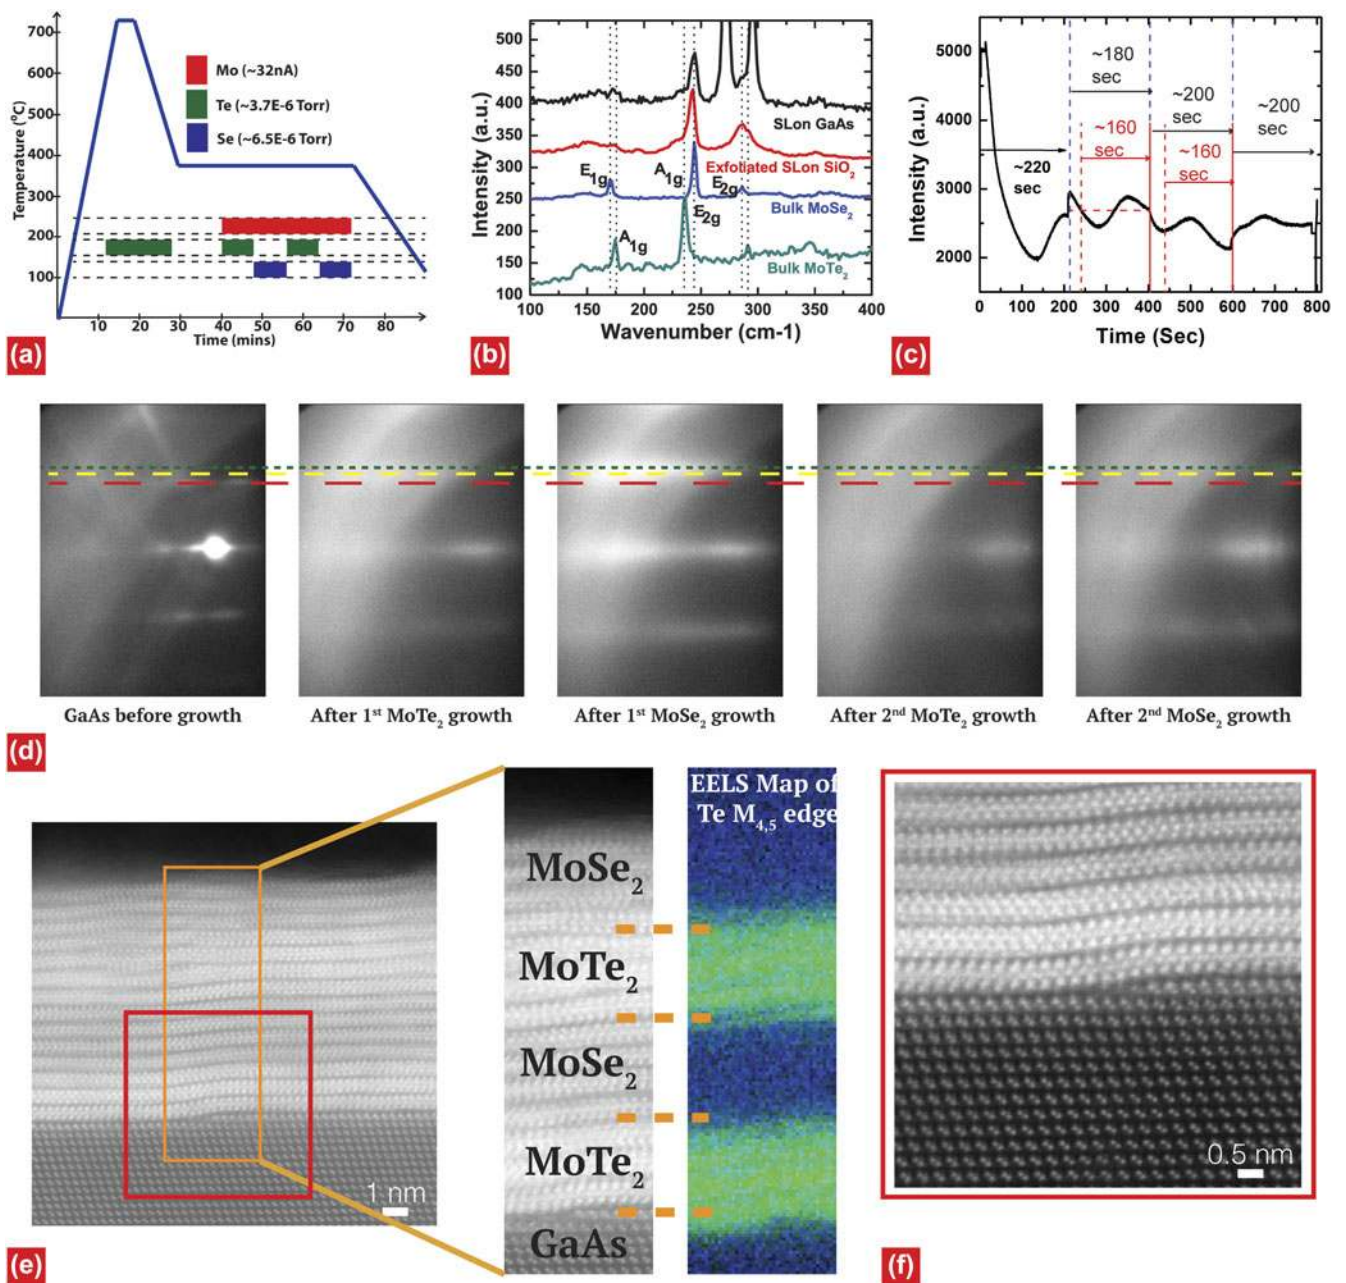 700
600
500
400
300
200
100
Temperature (°C)
Mo (~32nA)
Te (~3.7E-6 Torr)
Se (~6.5E-6 Torr)
10 20 30 40 50 60 70 80
Time (mins)
(a)
450
400
350
300
250
200
150
100
Intensity (a.u.)
SLon GaAs
Exfoliated SLon SiO2
E1g A1g E2g
Bulk MoSe2
A1g E2g
Bulk MoTe2
100 150 200 250 300 350 400
Wavenumber (cm-1)
(b)
5000
4000
3000
2000
Intensity (a.u.)
~180
sec
~200
sec
~200
sec
~160
sec
~160
sec
~220
sec
0 100 200 300 400 500 600 700 800
Time (Sec)
(c)
GaAs before growth
After 1st MoTe2 growth
After 1st MoSe2 growth
After 2nd MoTe2 growth
After 2nd MoSe2 growth
(d)
1 nm
(e)
MoSe2
MoTe2
MoSe2
MoTe2
GaAs
EELS Map of
Te M4,5 edge
0.5 nm
(f)